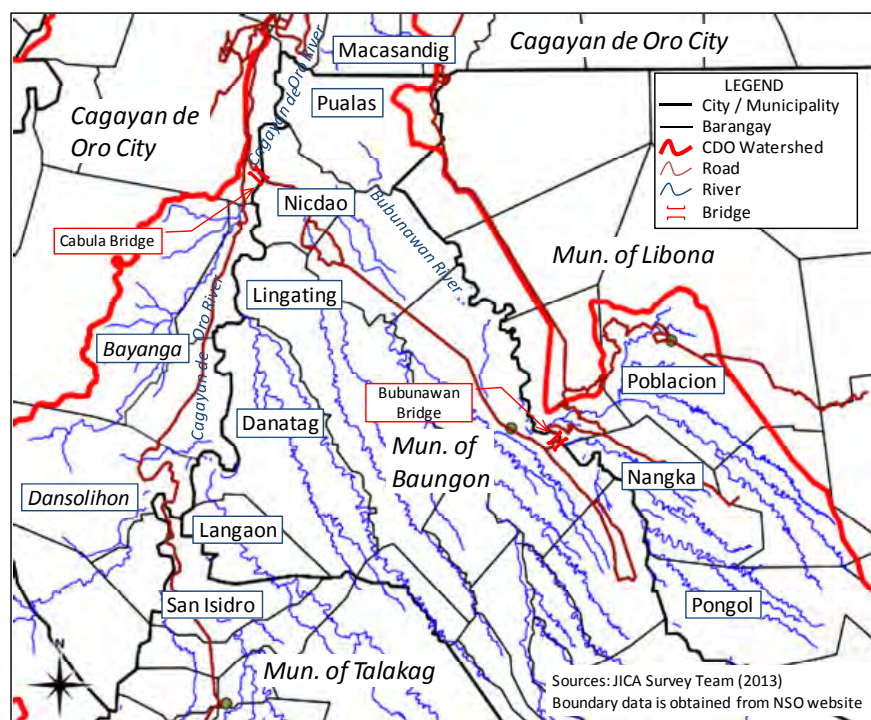 Macasandig
Cagayan de Oro City
LEGEND
City / Municipality
Barangay
CDO Watershed
Road
River
Bridge
Cagayan de Oro River
Pualas
Cagayan de
Oro City
Nicdao
Bubunawan River
Cabula Bridge
Mun. of Libona
Lingating
Cagayan de Oro River
Bayanga
Poblacion
Bubunawan
Bridge
Danatag
Mun. of
Baungon
Nangka
Dansolihon
Langaon
San Isidro
Pongol
N
Mun. of Talakag
Sources: JICA Survey Team (2013)
Boundary data is obtained from NSO website